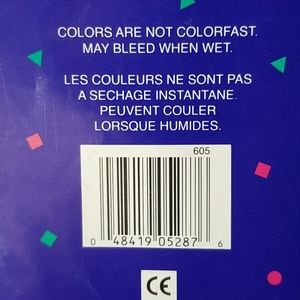 COLORS ARE NOT COLORFAST.
MAY BLEED WHEN WET.
LES COULEURS NE SONT PAS
A SECHAGE INSTANTANE.
PEUVENT COULER
LORSQUE HUMIDES.
605
0 48419 05287 6
CE